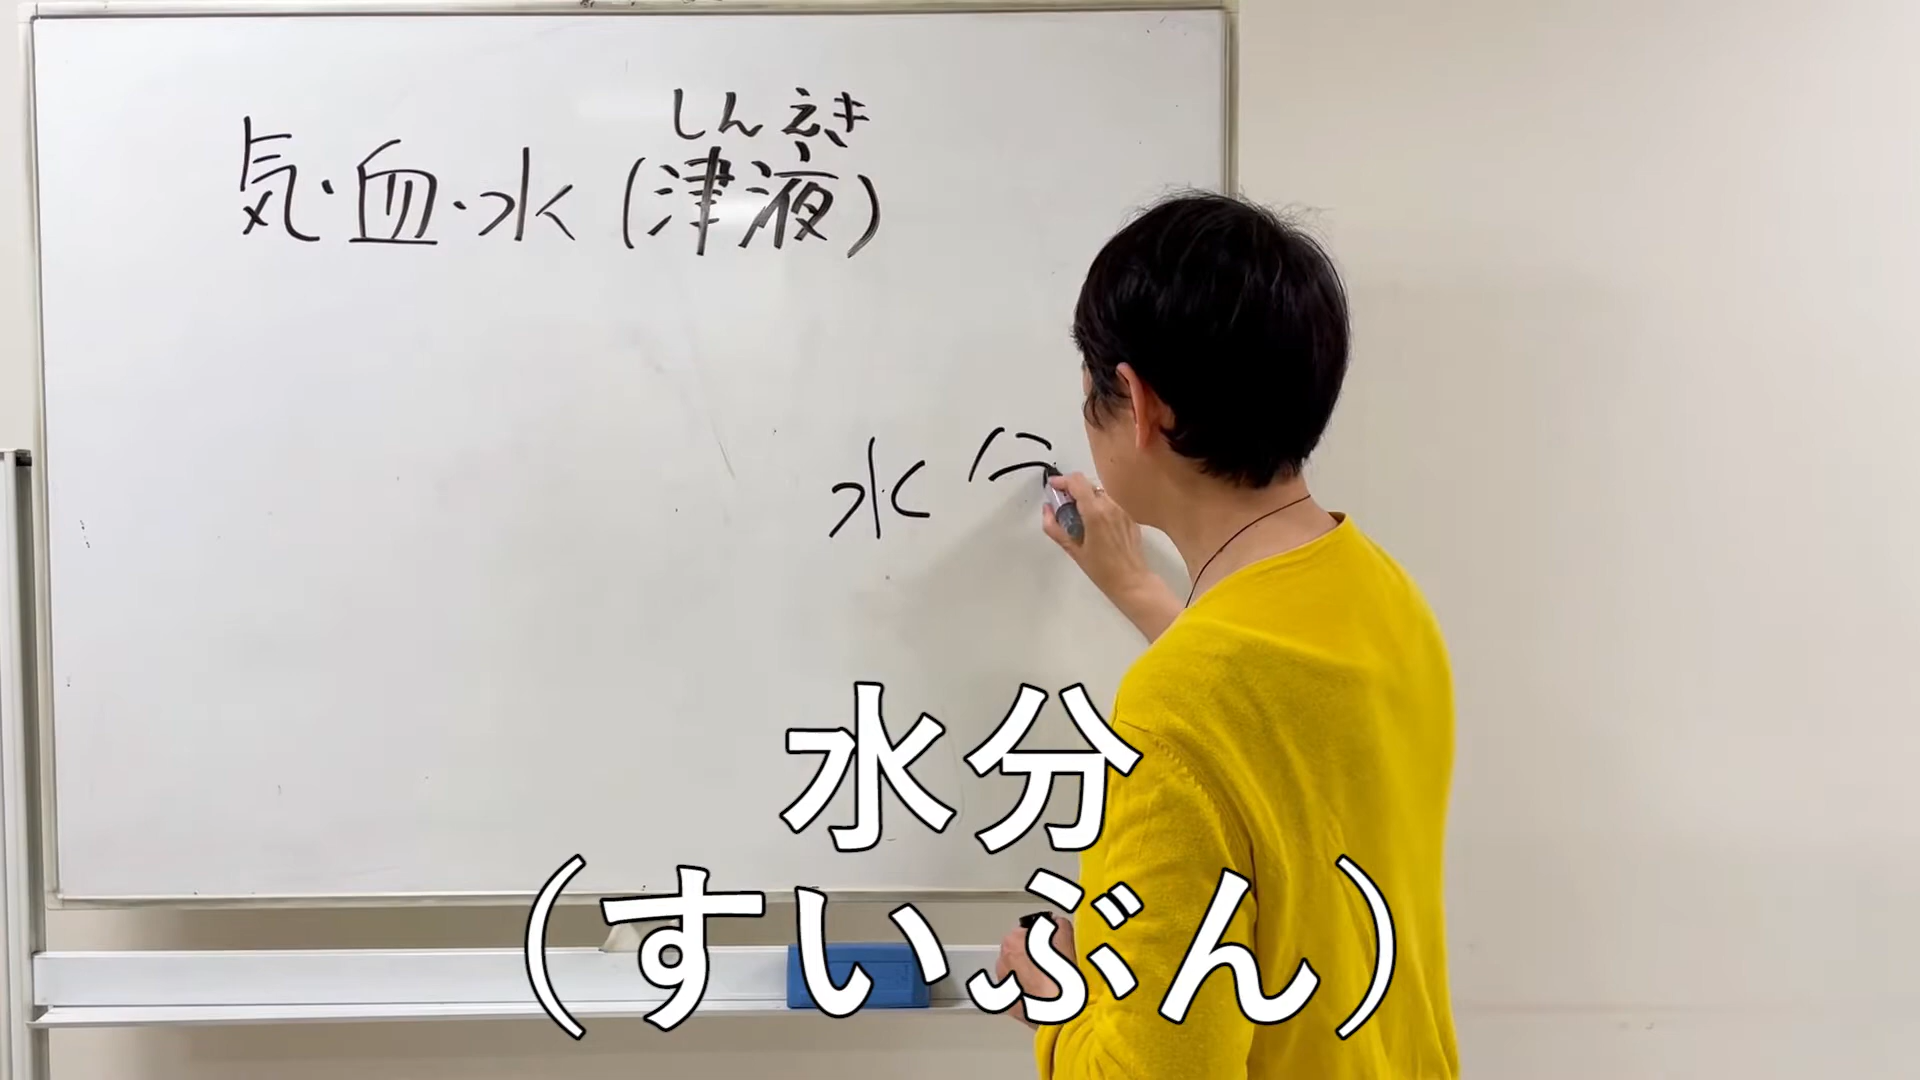 しんえき
気・血・水(津液)
水分
水分
(すいぶん)